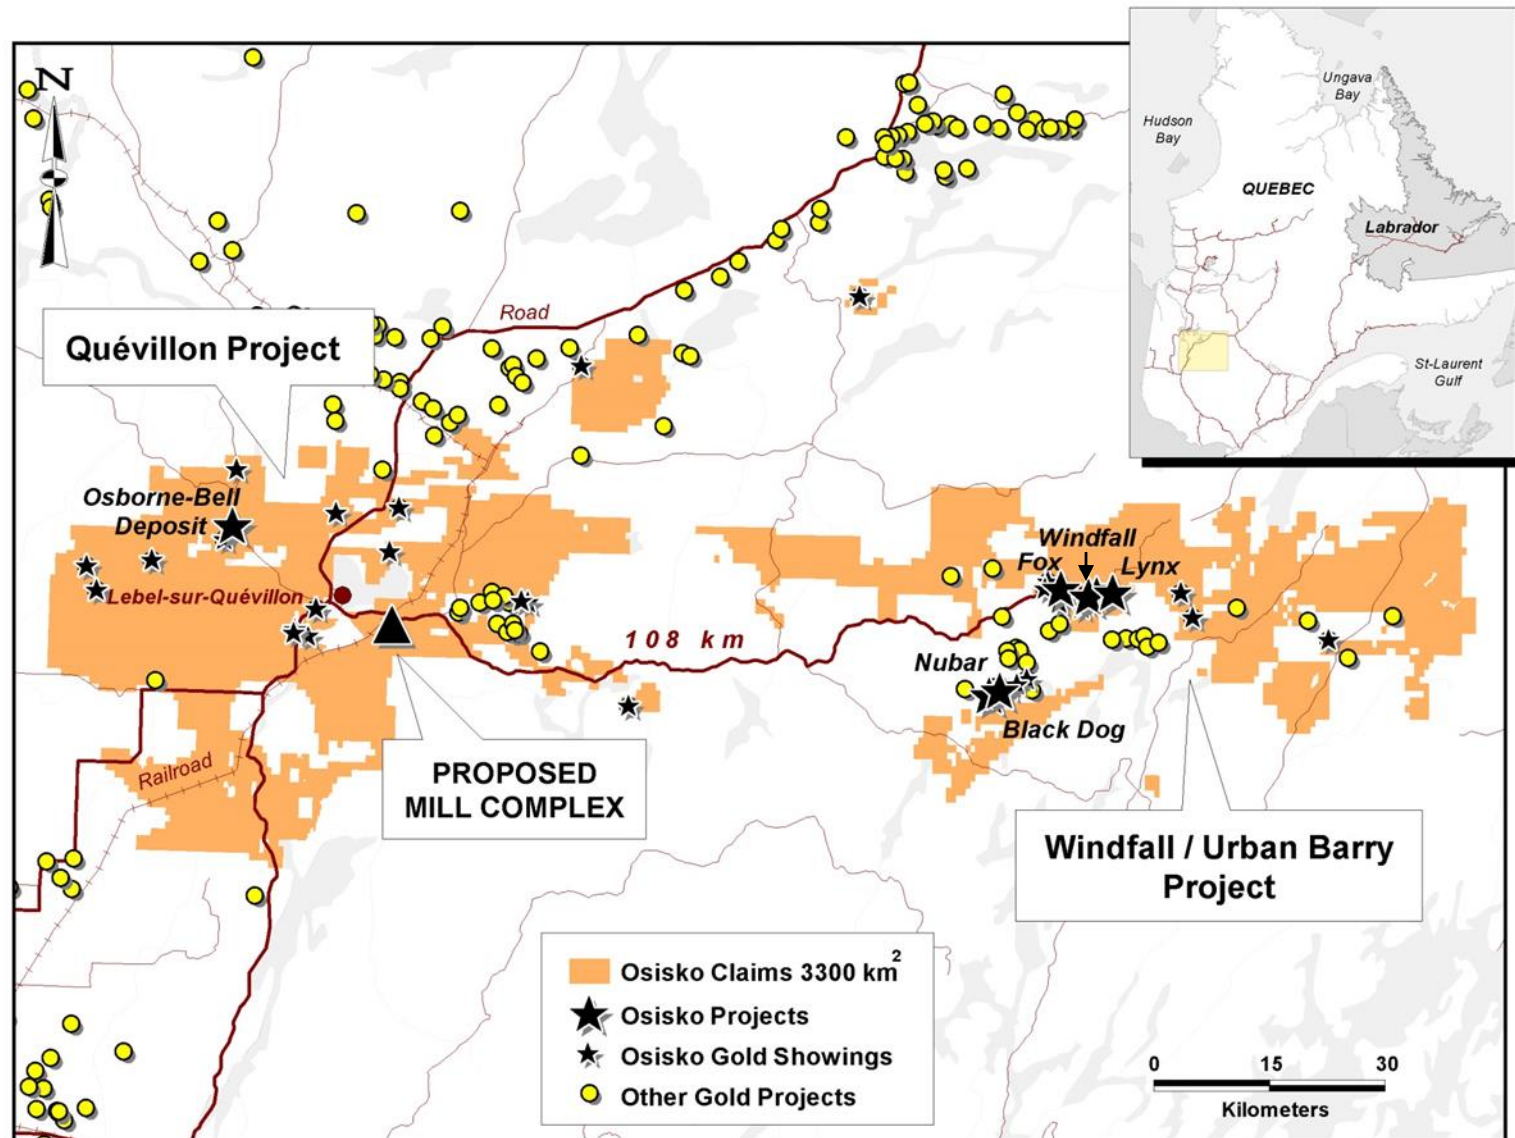 N
Hudson
Bay
Ungava
Bay
QUEBEC
Labrador
St-Laurent
Gulf
Road
Quévillon Project
Osborne-Bell
Deposit
Lebel-sur-Quévillon
Windfall
Fox
Lynx
108 km
Nubar
Black Dog
Railroad
PROPOSED
MILL COMPLEX
Windfall / Urban Barry
Project
Osisko Claims 3300 km²
Osisko Projects
Osisko Gold Showings
Other Gold Projects
0 15 30
Kilometers